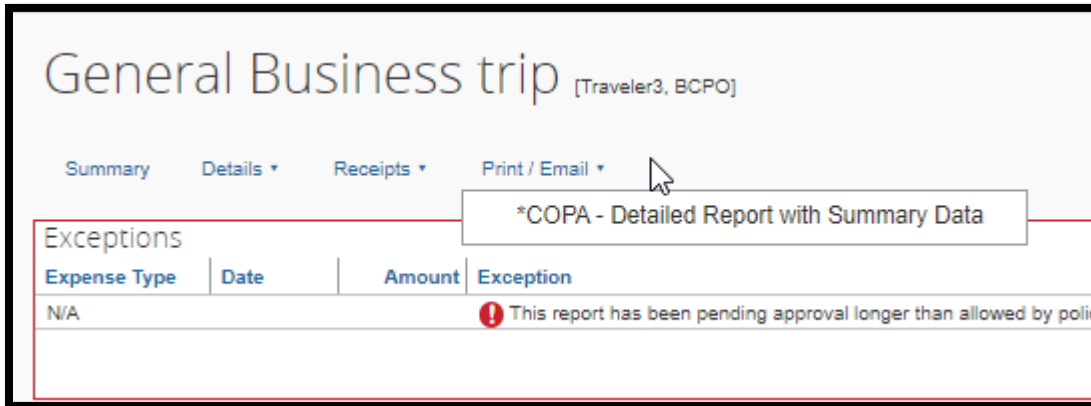 General Business trip [Traveler3, BCPO]
Summary Details Receipts Print / Email
*COPA - Detailed Report with Summary Data
Exceptions
Expense Type Date Amount Exception
N/A This report has been pending approval longer than allowed by